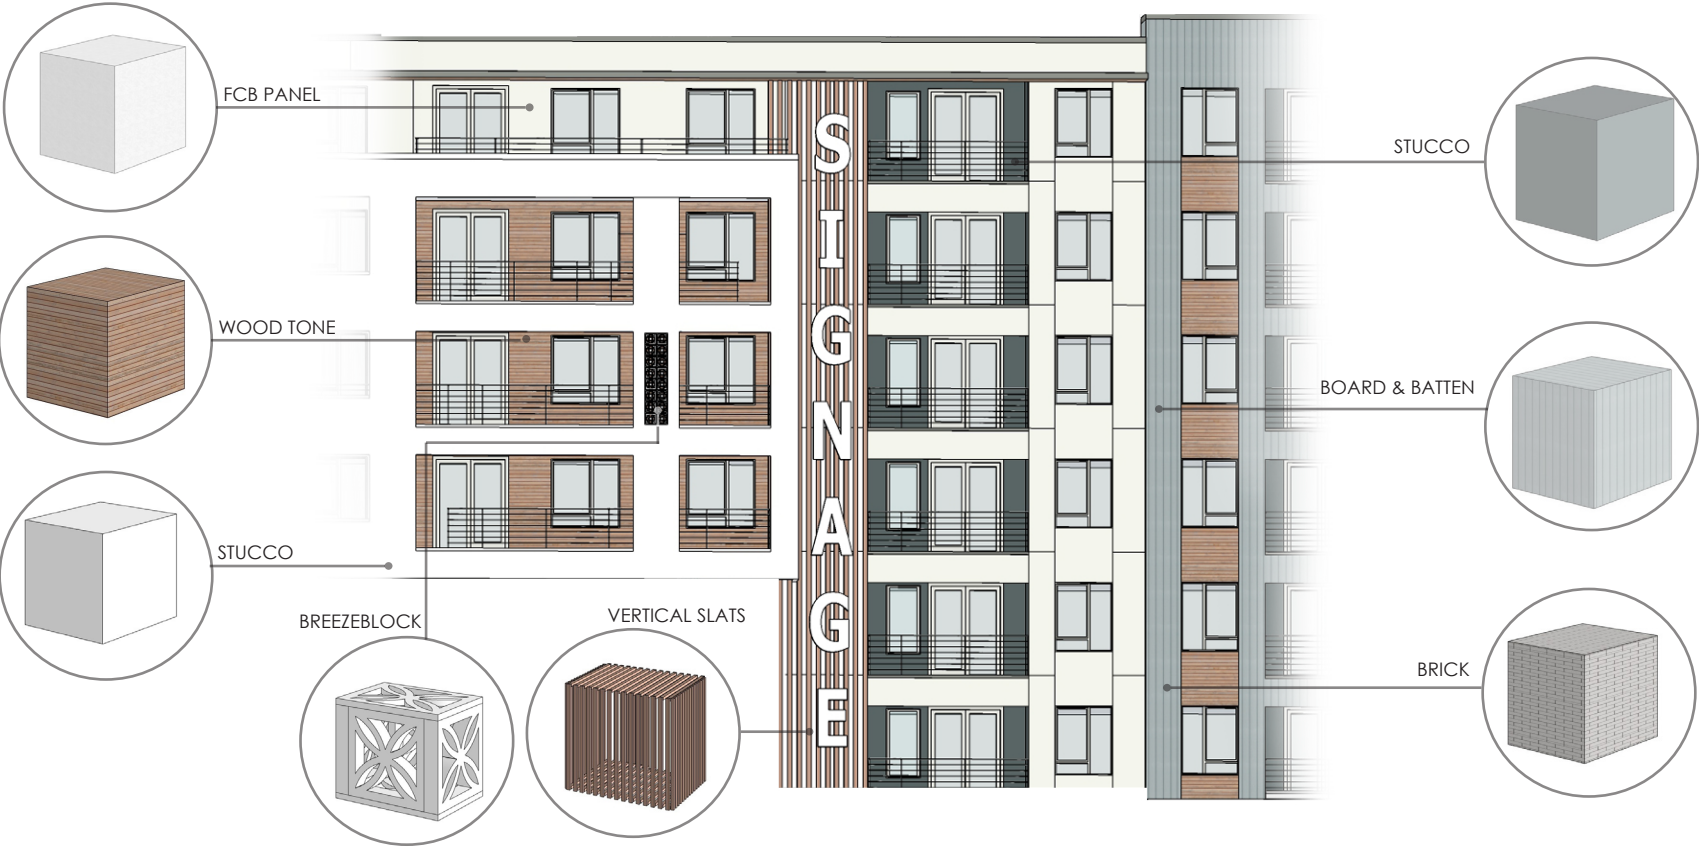 FCB PANEL
STUCCO
WOOD TONE
BOARD & BATTEN
STUCCO
BREEZEBLOCK
VERTICAL SLATS
BRICK
SIGNAGE